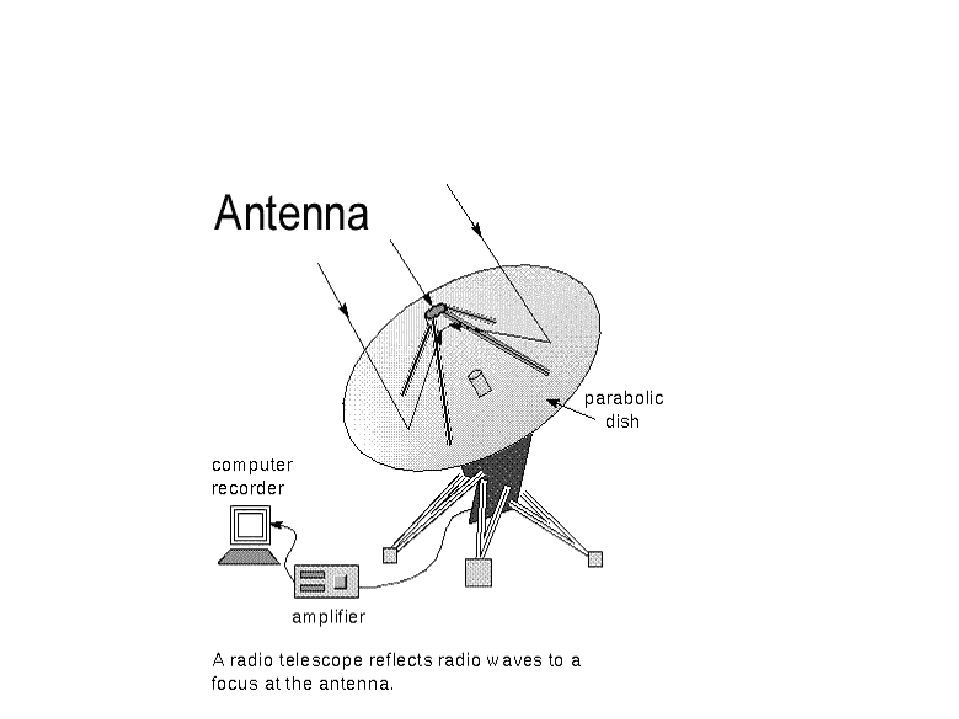 Antenna
parabolic
dish
computer
recorder
amplifier
A radio telescope reflects radio waves to a
focus at the antenna.